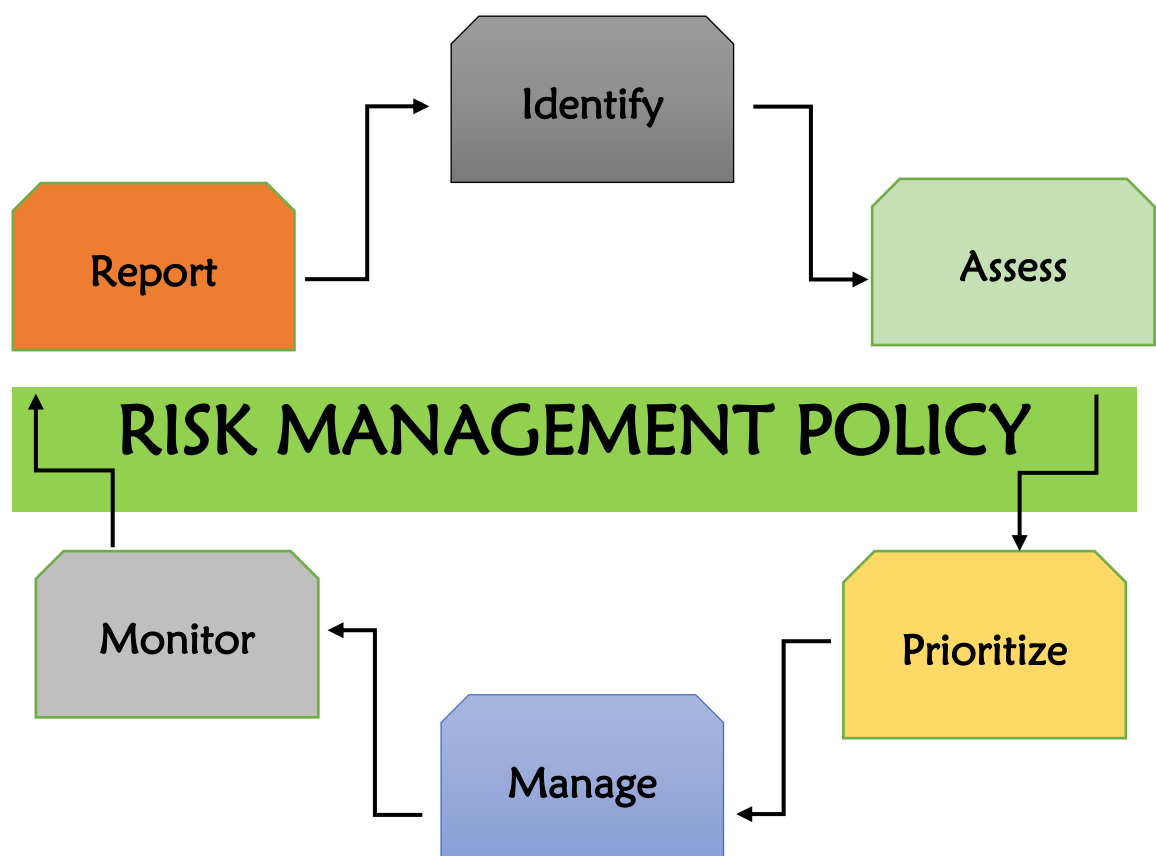 Identify
Report
Assess
RISK MANAGEMENT POLICY
Monitor
Prioritize
Manage